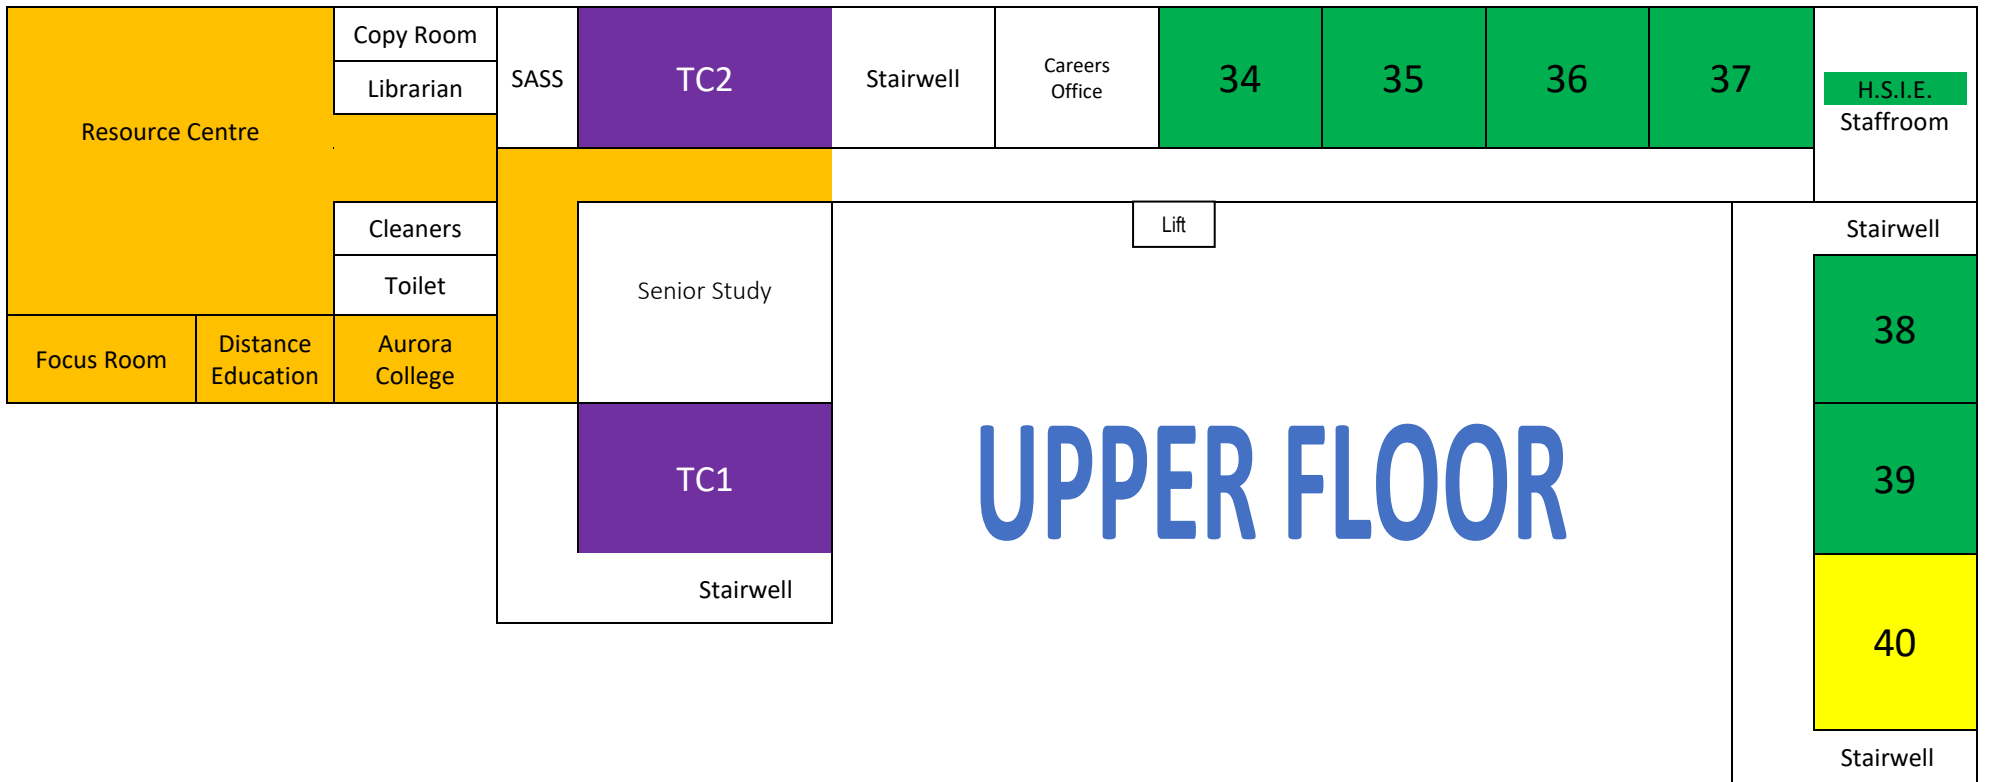 Copy Room
Librarian
Resource Centre
SASS
TC2
Stairwell
Careers
Office
34
35
36
37
H.S.I.E.
Staffroom
Cleaners
Toilet
Senior Study
Lift
Stairwell
Focus Room
Distance
Education
Aurora
College
38
TC1
UPPER FLOOR
39
Stairwell
40
Stairwell